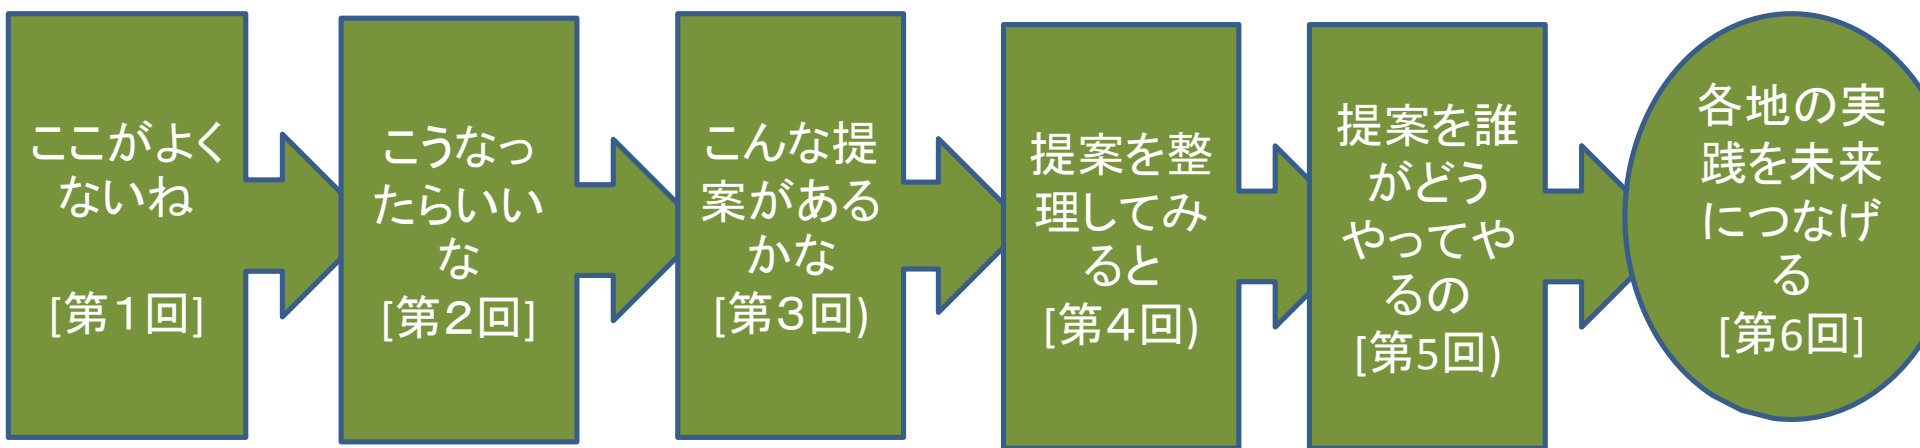 ここがよく
ないね
[第１回]
こうなっ
たらいい
な
[第２回]
こんな提
案がある
かな
[第３回)
提案を整
理してみ
ると
[第４回)
提案を誰
がどう
やってや
るの
[第5回)
各地の実
践を未来
につなげ
る
[第6回]